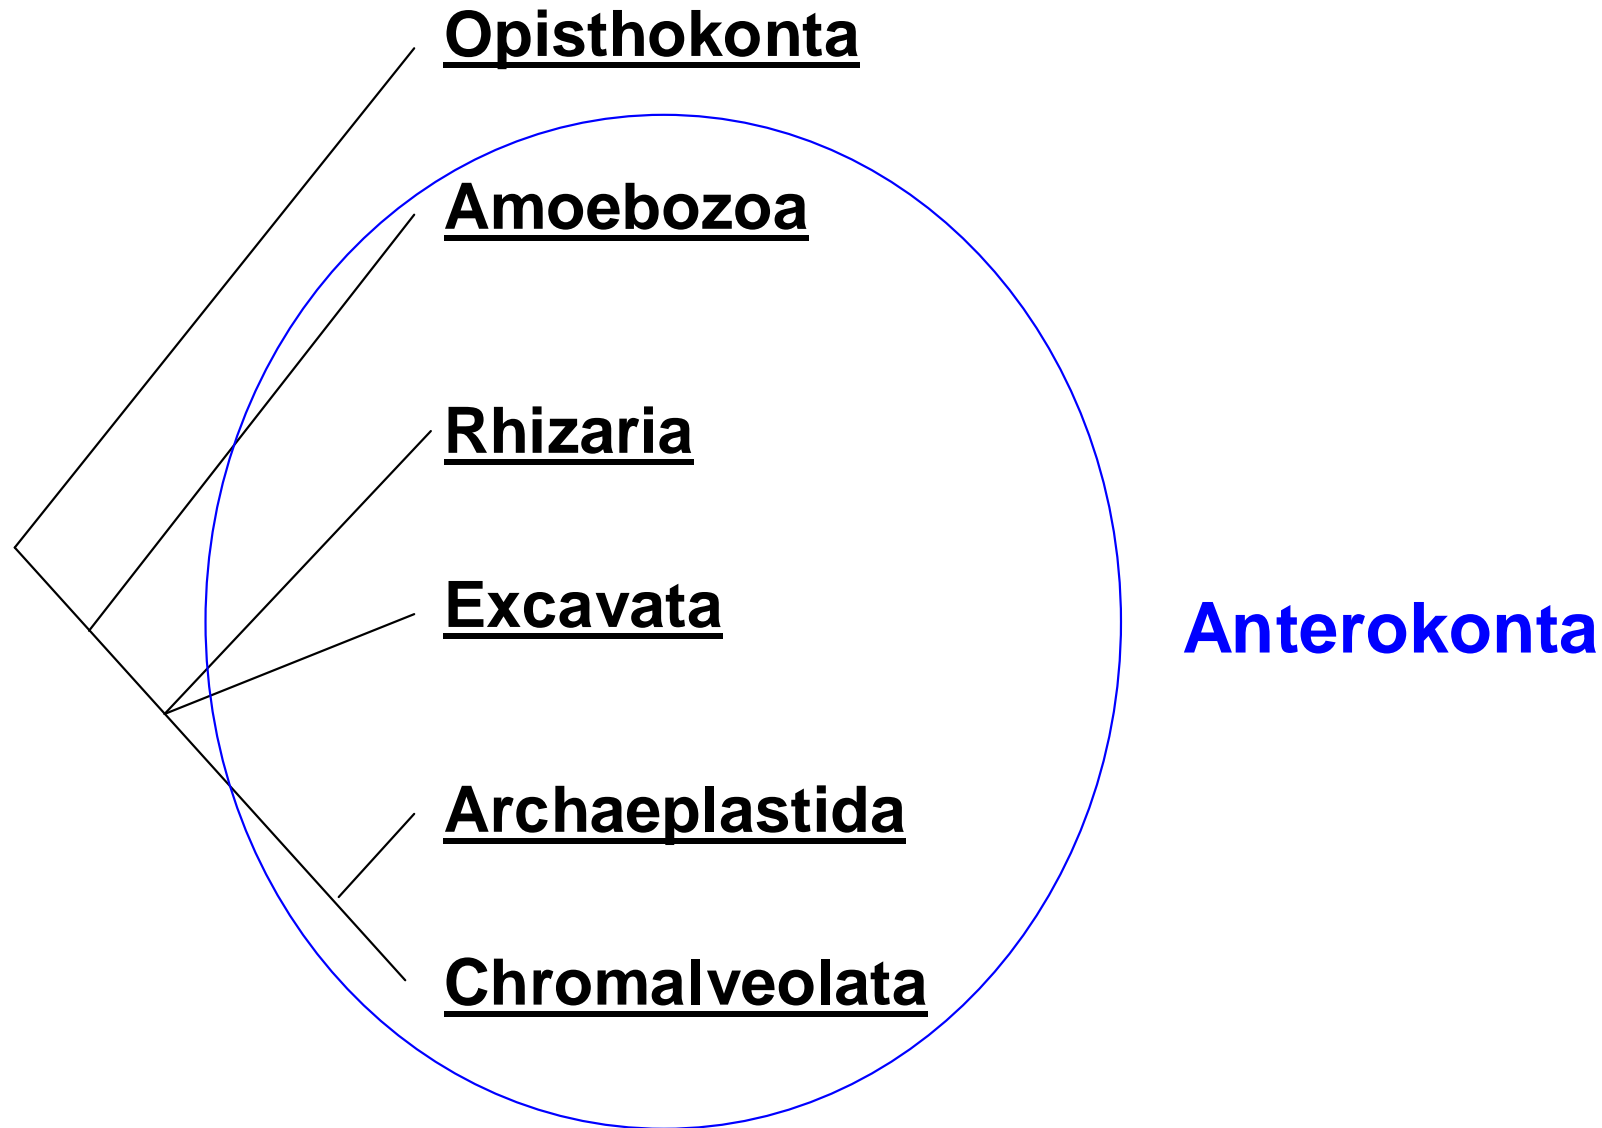 Opisthokonta
Amoebozoa
Rhizaria
Excavata
Anterokonta
Archaeplastida
Chromalveolata